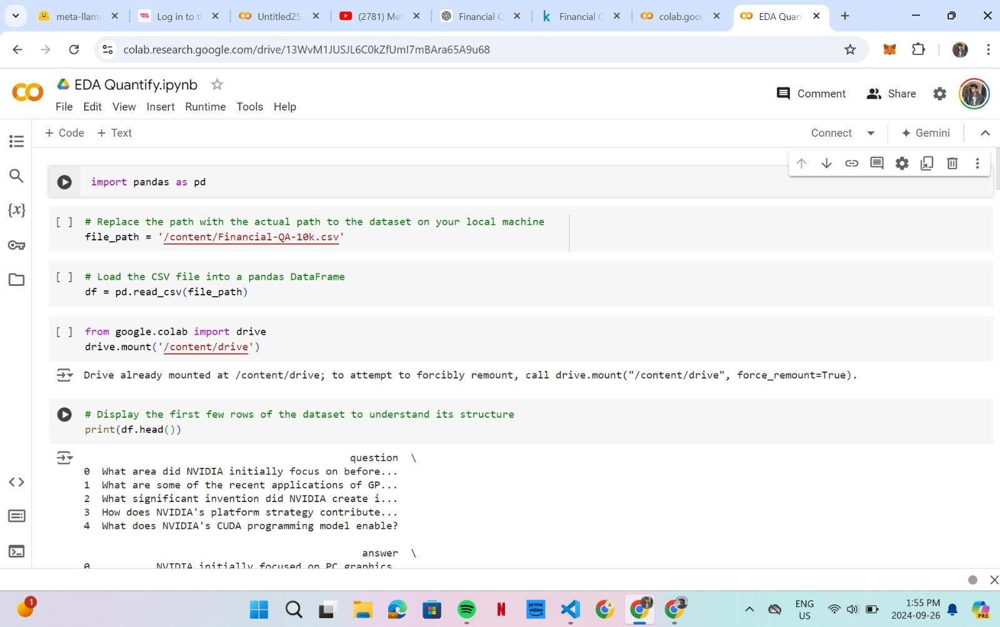 meta-llam
Log in to t
Untitled25
(2781) Met
Financial Q
Financial Q
colab.goog
EDA Quan
colab.research.google.com/drive/13WvM1JUSJL6C0kZfUmI7mBAra65A9u68
EDA Quantify.ipynb
Comment
Share
File Edit View Insert Runtime Tools Help
+ Code + Text
Connect
Gemini
import pandas as pd
[ ] # Replace the path with the actual path to the dataset on your local machine
file_path = '/content/Financial-QA-10k.csv'
[ ] # Load the CSV file into a pandas DataFrame
df = pd.read_csv(file_path)
[ ] from google.colab import drive
drive.mount('/content/drive')
Drive already mounted at /content/drive; to attempt to forcibly remount, call drive.mount("/content/drive", force_remount=True).
# Display the first few rows of the dataset to understand its structure
print(df.head())
question \
0 What area did NVIDIA initially focus on before...
1 What are some of the recent applications of GP...
2 What significant invention did NVIDIA create i...
3 How does NVIDIA's platform strategy contribute...
4 What does NVIDIA's CUDA programming model enable?
answer \
0 NVIDIA initially focused on PC graphics.
{x}
1
prime video
ENG
US
1:55 PM
2024-09-26
PRE